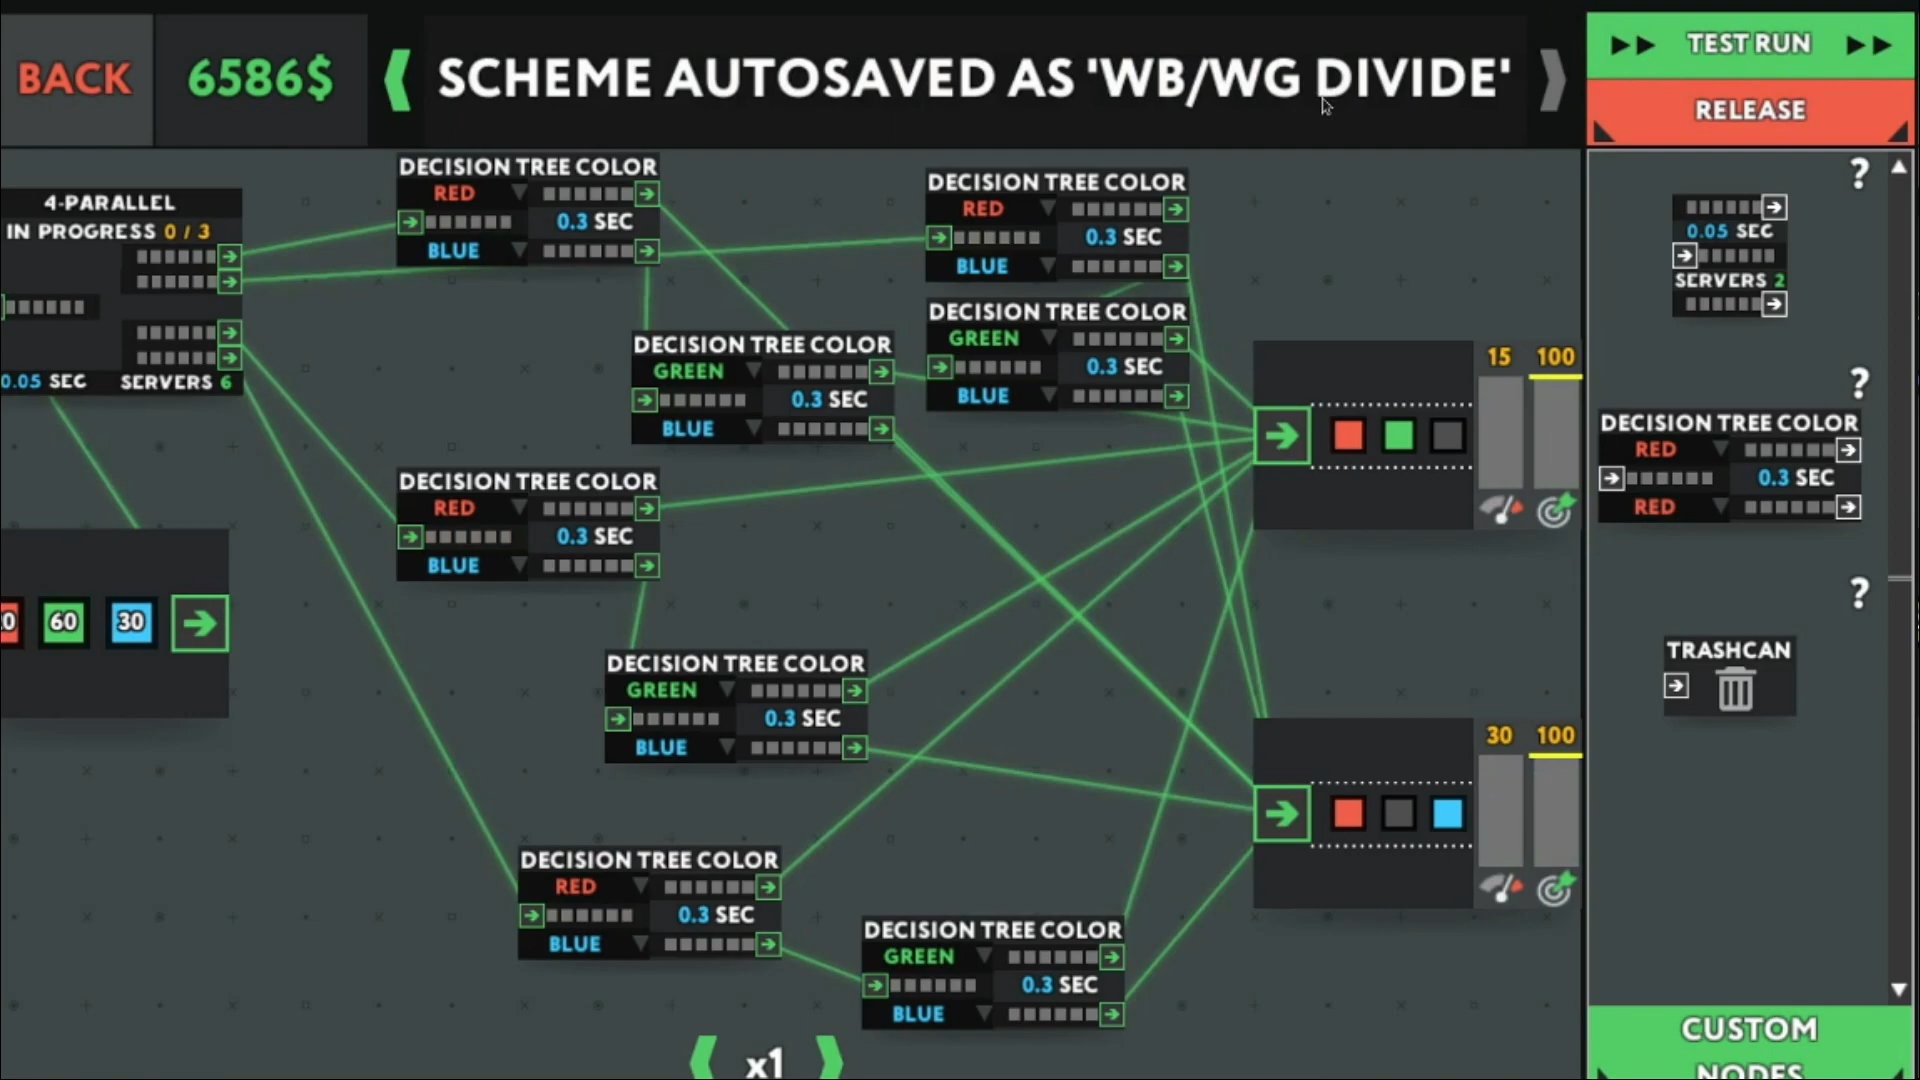 BACK
6586$
SCHEME AUTOSAVED AS 'WB/WG DIVIDE'
TEST RUN
RELEASE
4-PARALLEL
IN PROGRESS 0 / 3
0.05 SEC SERVERS 6
60 30
DECISION TREE COLOR
RED
0.3 SEC
BLUE
DECISION TREE COLOR
RED
0.3 SEC
BLUE
DECISION TREE COLOR
GREEN
0.3 SEC
BLUE
DECISION TREE COLOR
GREEN
0.3 SEC
BLUE
DECISION TREE COLOR
RED
0.3 SEC
BLUE
DECISION TREE COLOR
GREEN
0.3 SEC
BLUE
DECISION TREE COLOR
RED
0.3 SEC
BLUE
DECISION TREE COLOR
GREEN
0.3 SEC
BLUE
15 100
30 100
x1
?
0.05 SEC
SERVERS 2
?
DECISION TREE COLOR
RED
0.3 SEC
RED
?
TRASHCAN
CUSTOM
NODES